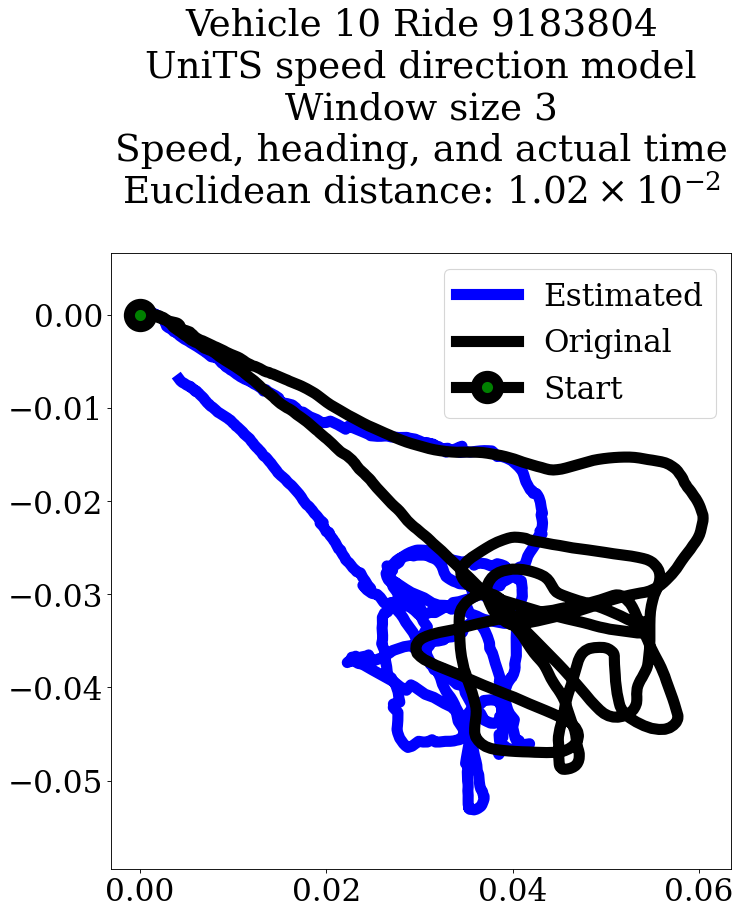 Vehicle 10 Ride 9183804
UniTS speed direction model
Window size 3
Speed, heading, and actual time
Euclidean distance: 1.02 × 10⁻²
Estimated
Original
Start
0.00
−0.01
−0.02
−0.03
−0.04
−0.05
0.00 0.02 0.04 0.06